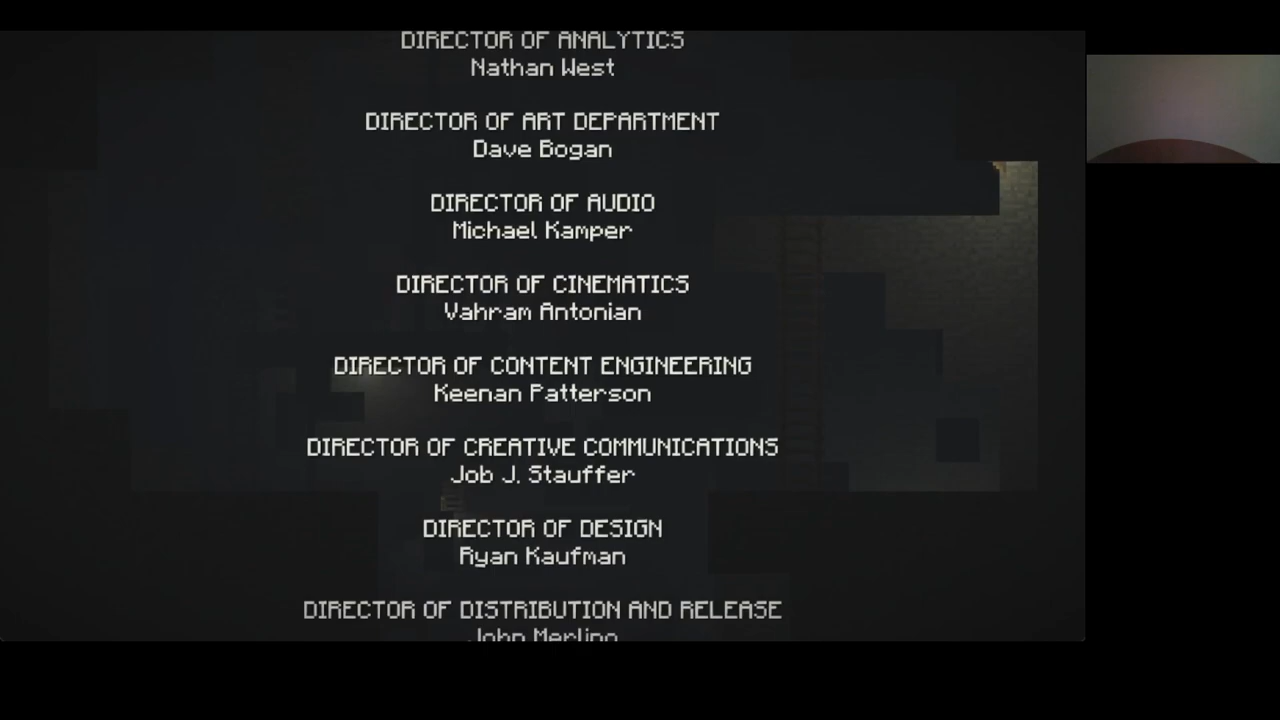 DIRECTOR OF ANALYTICS
Nathan West
DIRECTOR OF ART DEPARTMENT
Dave Bogan
DIRECTOR OF AUDIO
Michael Kamper
DIRECTOR OF CINEMATICS
Vahram Antonian
DIRECTOR OF CONTENT ENGINEERING
Keenan Patterson
DIRECTOR OF CREATIVE COMMUNICATIONS
Job J. Stauffer
DIRECTOR OF DESIGN
Ryan Kaufman
DIRECTOR OF DISTRIBUTION AND RELEASE
John Merlino